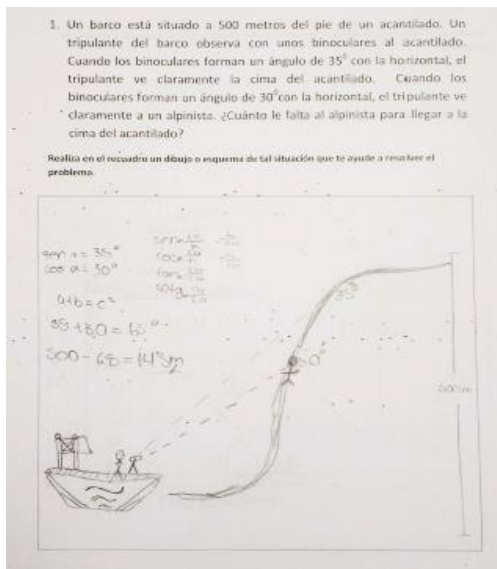 1. Un barco está situado a 500 metros del pie de un acantilado. Un
tripulante del barco observa con unos binoculares al acantilado.
Cuando los binoculares forman un ángulo de 35° con la horizontal, el
tripulante ve claramente la cima del acantilado. Cuando los
binoculares forman un ángulo de 30°con la horizontal, el tripulante ve
claramente a un alpinista. ¿Cuánto le falta al alpinista para llegar a la
cima del acantilado?
Realiza en el recuadro un dibujo o esquema de tal situación que te ayude a resolver el
problema.
= 35°
cos α = 30°
a+b=c²
35+30=65°
500-65=
35°
30°